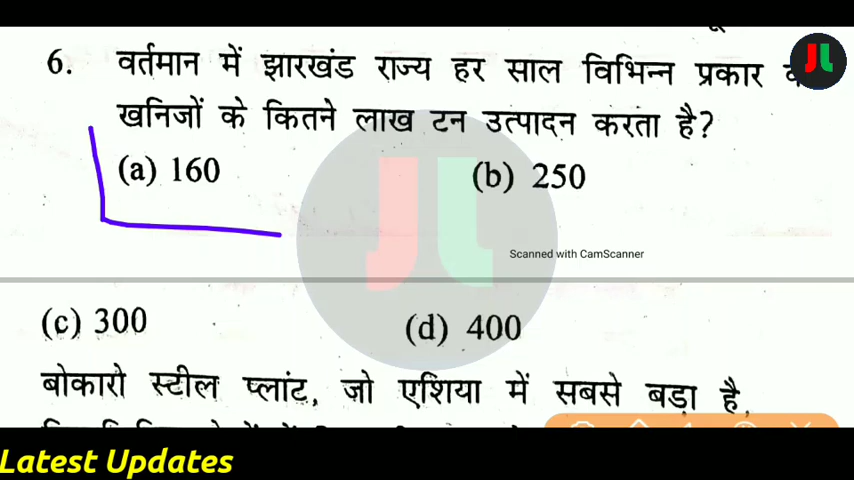 6. वर्तमान में झारखंड राज्य हर साल विभिन्न प्रकार
खनिजों के कितने लाख टन उत्पादन करता है?
(a) 160 (b) 250
Scanned with CamScanner
(c) 300 (d) 400
बोकारो स्टील प्लांट, जो एशिया में सबसे बड़ा है,
Latest Updates